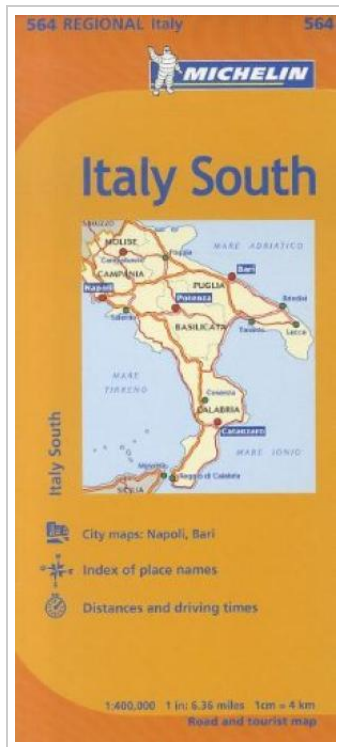 564 REGIONAL Italy 564
MICHELIN
Italy South
ABRUZZO
MOLISE
Campobasso
Foggia
MARE ADRIATICO
CAMPANIA
Bari
Napoli
PUGLIA
Potenza
Brindisi
Salerno
BASILICATA
Taranto
Lecce
MARE
TIRRENO
Cosenza
CALABRIA
Catanzaro
MARE IONIO
Messina
Reggio di Calabria
SICILIA
Italy South
City maps: Napoli, Bari
Index of place names
Distances and driving times
1:400,000 1 in: 6.36 miles 1cm = 4 km
Road and tourist map